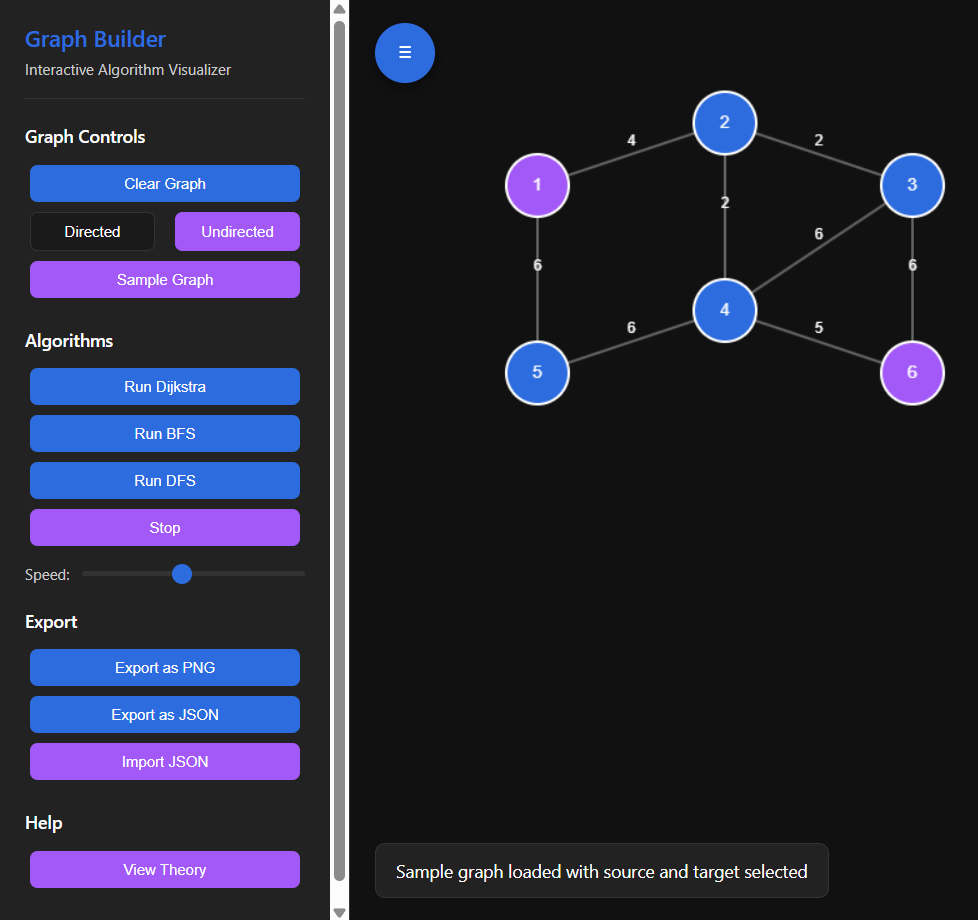 Graph Builder
Interactive Algorithm Visualizer
Graph Controls
Clear Graph
Directed
Undirected
Sample Graph
Algorithms
Run Dijkstra
Run BFS
Run DFS
Stop
Speed:
Export
Export as PNG
Export as JSON
Import JSON
Help
View Theory
☰
2
4
2
1
3
2
6
6
6
4
6
5
5
6
Sample graph loaded with source and target selected